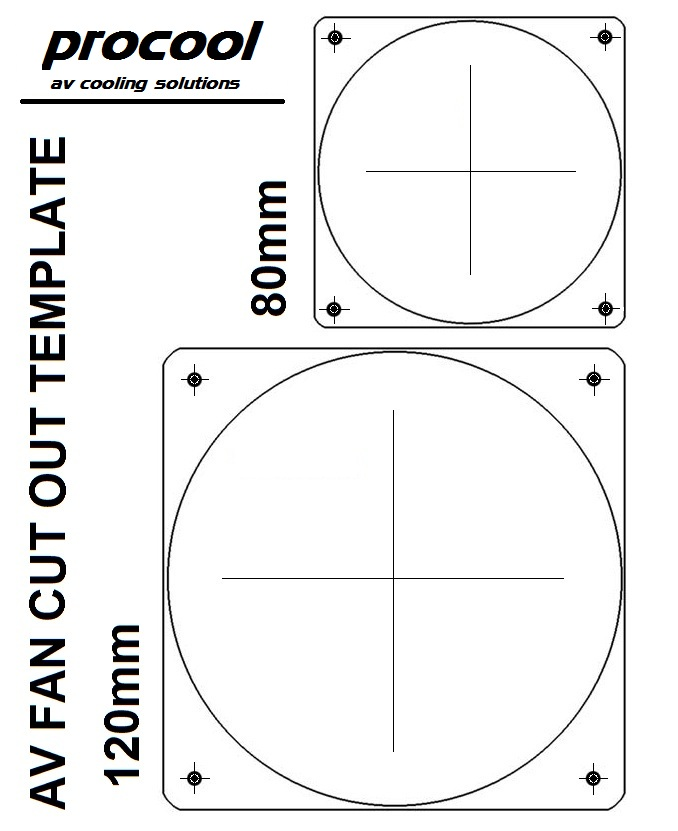 procool
av cooling solutions
AV FAN CUT OUT TEMPLATE
80mm
120mm